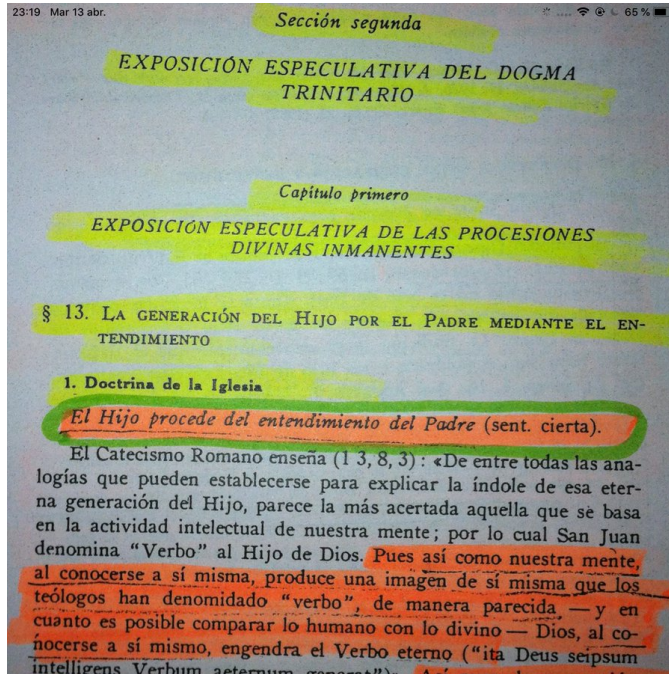 23:19 Mar 13 abr. 65 %
Sección segunda
EXPOSICIÓN ESPECULATIVA DEL DOGMA
TRINITARIO
Capítulo primero
EXPOSICIÓN ESPECULATIVA DE LAS PROCESIONES
DIVINAS INMANENTES
§ 13. LA GENERACIÓN DEL HIJO POR EL PADRE MEDIANTE EL EN-
TENDIMIENTO
1. Doctrina de la Iglesia
El Hijo procede del entendimiento del Padre (sent. cierta).
El Catecismo Romano enseña (1 3, 8, 3) : «De entre todas las ana-
logías que pueden establecerse para explicar la índole de esa eter-
na generación del Hijo, parece la más acertada aquella que se basa
en la actividad intelectual de nuestra mente ; por lo cual San Juan
denomina "Verbo" al Hijo de Dios. Pues así como nuestra mente,
al conocerse a sí misma, produce una imagen de sí misma que los
teólogos han denomidado "verbo", de manera parecida — y en
cuanto es posible comparar lo humano con lo divino — Dios, al co-
nocerse a sí mismo, engendra el Verbo eterno ("ita Deus seipsum
intelligens Verbum aeternum generat")».